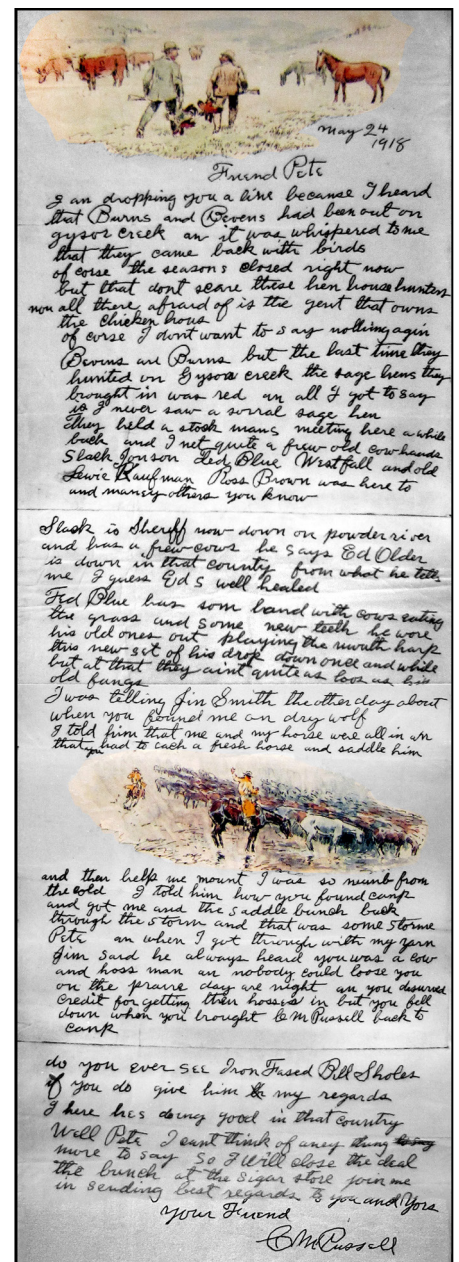 May 24
1918
Friend Pete
I an dropping you a line because I heard
that Burns and Bevens had been out on
gysor creek an it was whispered to me
that they came back with birds
of corse the seasons closed right now
but that dont scare these hen house hunters
now all there afraid of is the gent that owns
the chicken hous
of corse I dont want to say nothing agin
Bevens and Burns but the last time they
hunted on Gysor creek the sage hens they
brought in was red an all I got to say
is I never saw a sorral sage hen
they held a stock mans meeting here a while
back and I met quite a frew old cow hands
Slack Jonson Ted Blue Westfall and old
Lewie Kaufman Ross Brown was here to
and maney others you know
Slack is Sheriff now down on powder river
and has a frew cows he says Ed Older
is down in that county from what he tells
me I guess Eds well healed
Ted Blue has som land with cows eating
the grass and some new teeth he wore
his old ones out playing the mouth harp
this new set of his drop down once and while
but at that they aint quite as loos as his
old fangs
I was telling Jim Smith the other day about
when you found me on dry wolf
I told him that me and my horse were all in an
that you had to cach a fresh horse and saddle him
and then help me mount I was so numb from
the cold I told him how you found camp
and got me and the saddle bunch back
through the storm and that was some storme
Pete an when I got through with my yarn
Jim said he always heard you was a cow
and hoss man an nobody could loose you
on the praire day are night an you disurved
credit for getting them hosses in but you fell
down when you brought C M Russell back to
camp
do you ever see Iron Fased Bill Sholes
if you do give him my regards
I here hes doing good in that country
Well Pete I cant think of aney thing to say
more to say So I will close the deal
the bunch at the sigar store join me
in sending best regards to you and Yors
your Friend
C M Russell